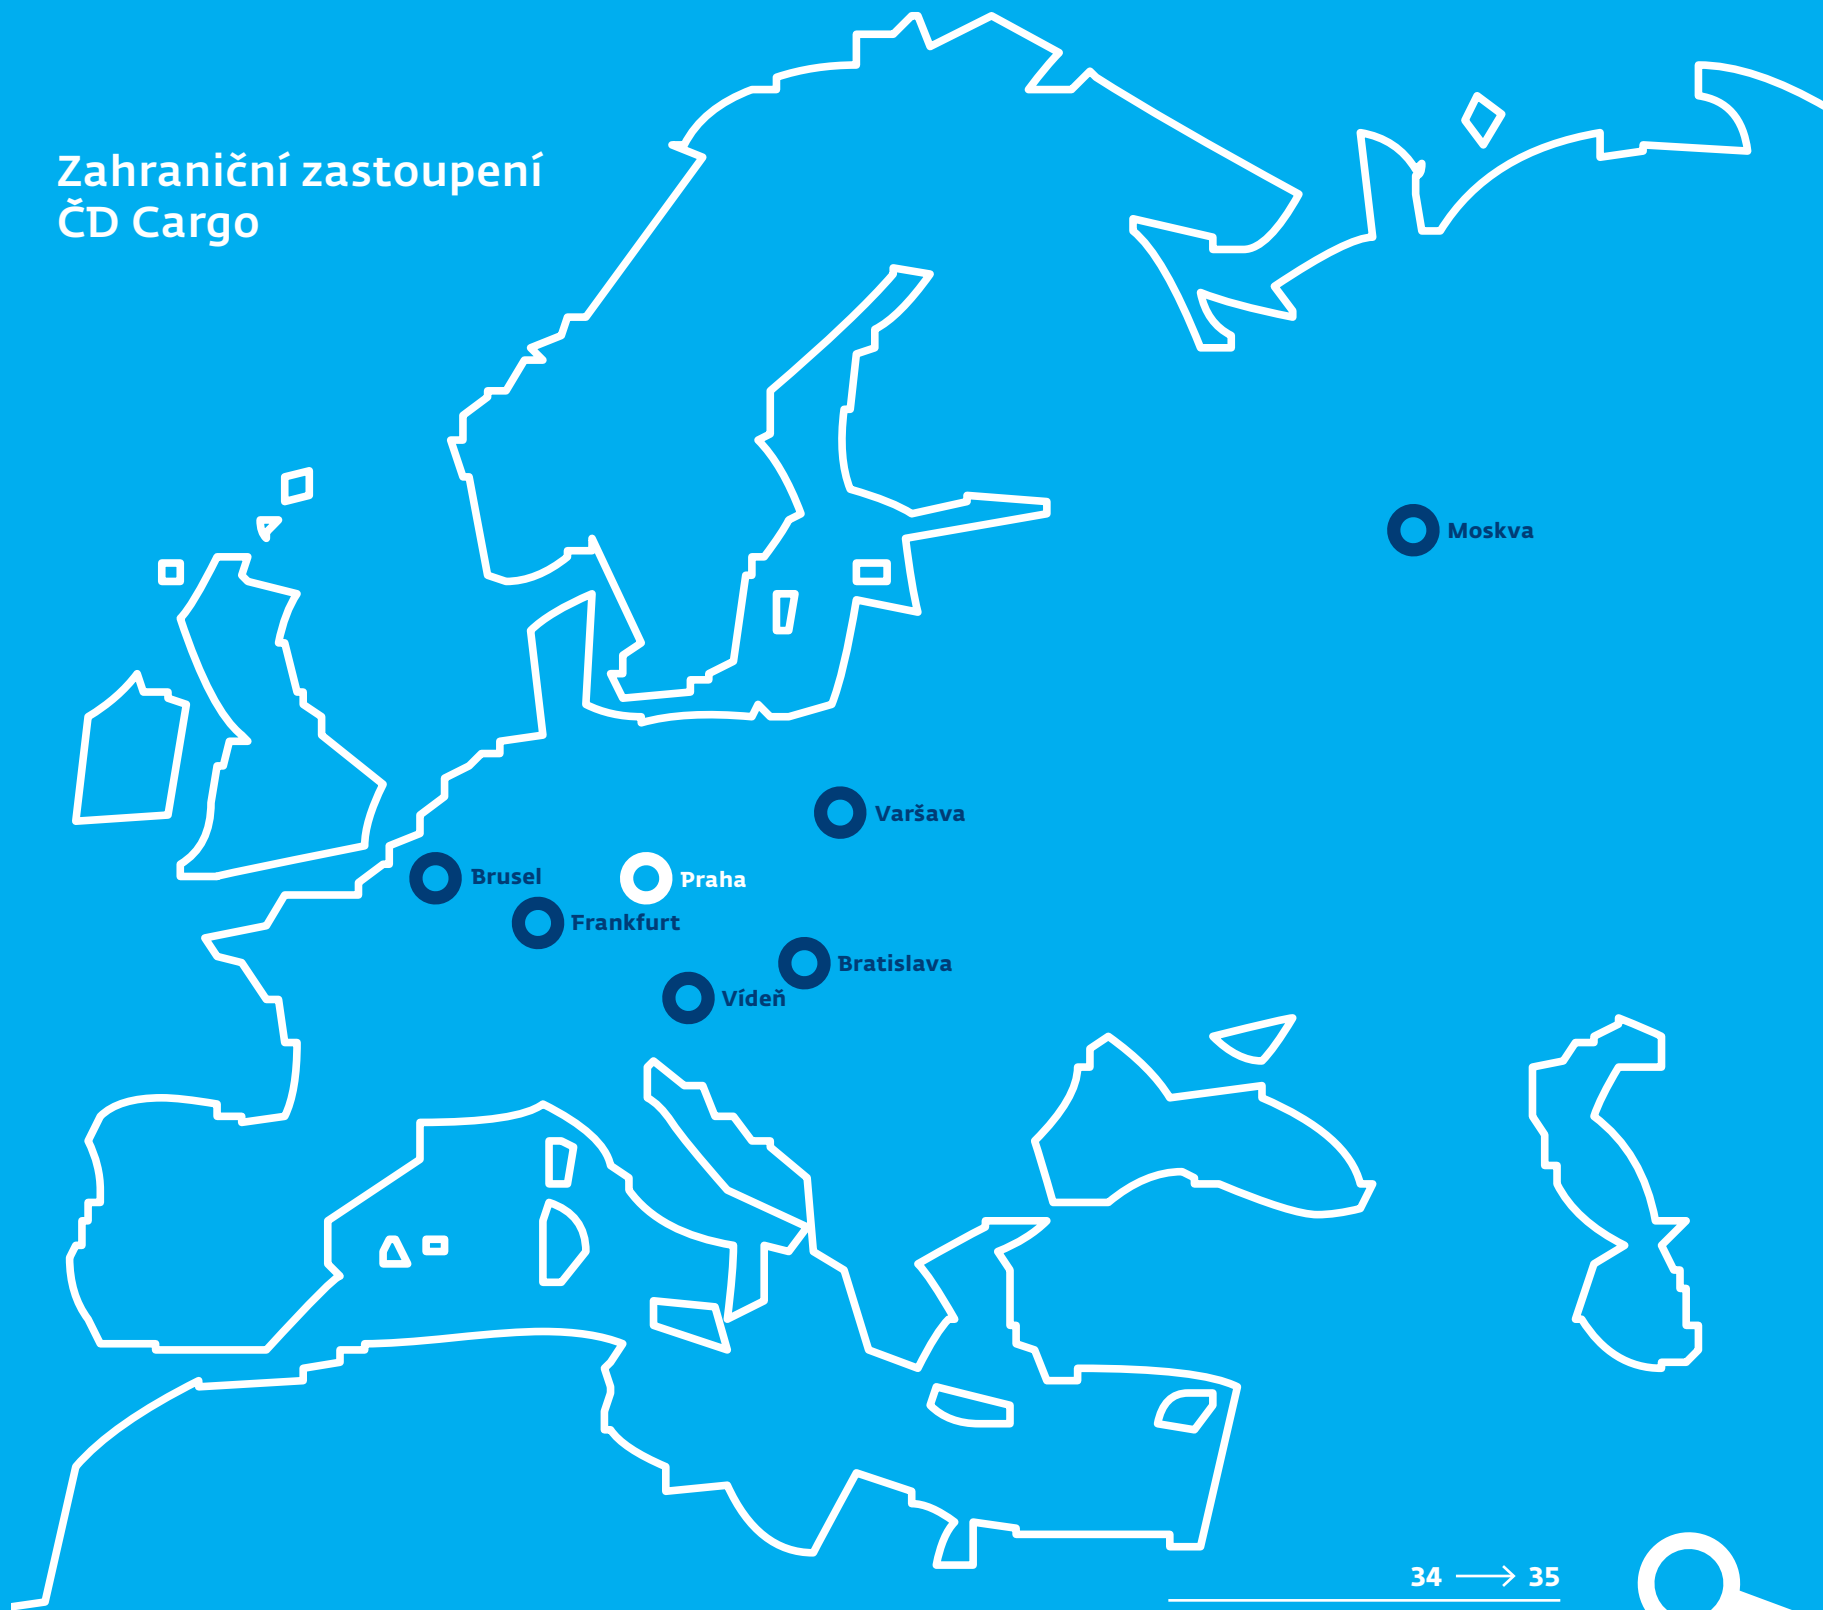 Zahraniční zastoupení
ČD Cargo
Moskva
Varšava
Brusel
Praha
Frankfurt
Bratislava
Vídeň
34 → 35